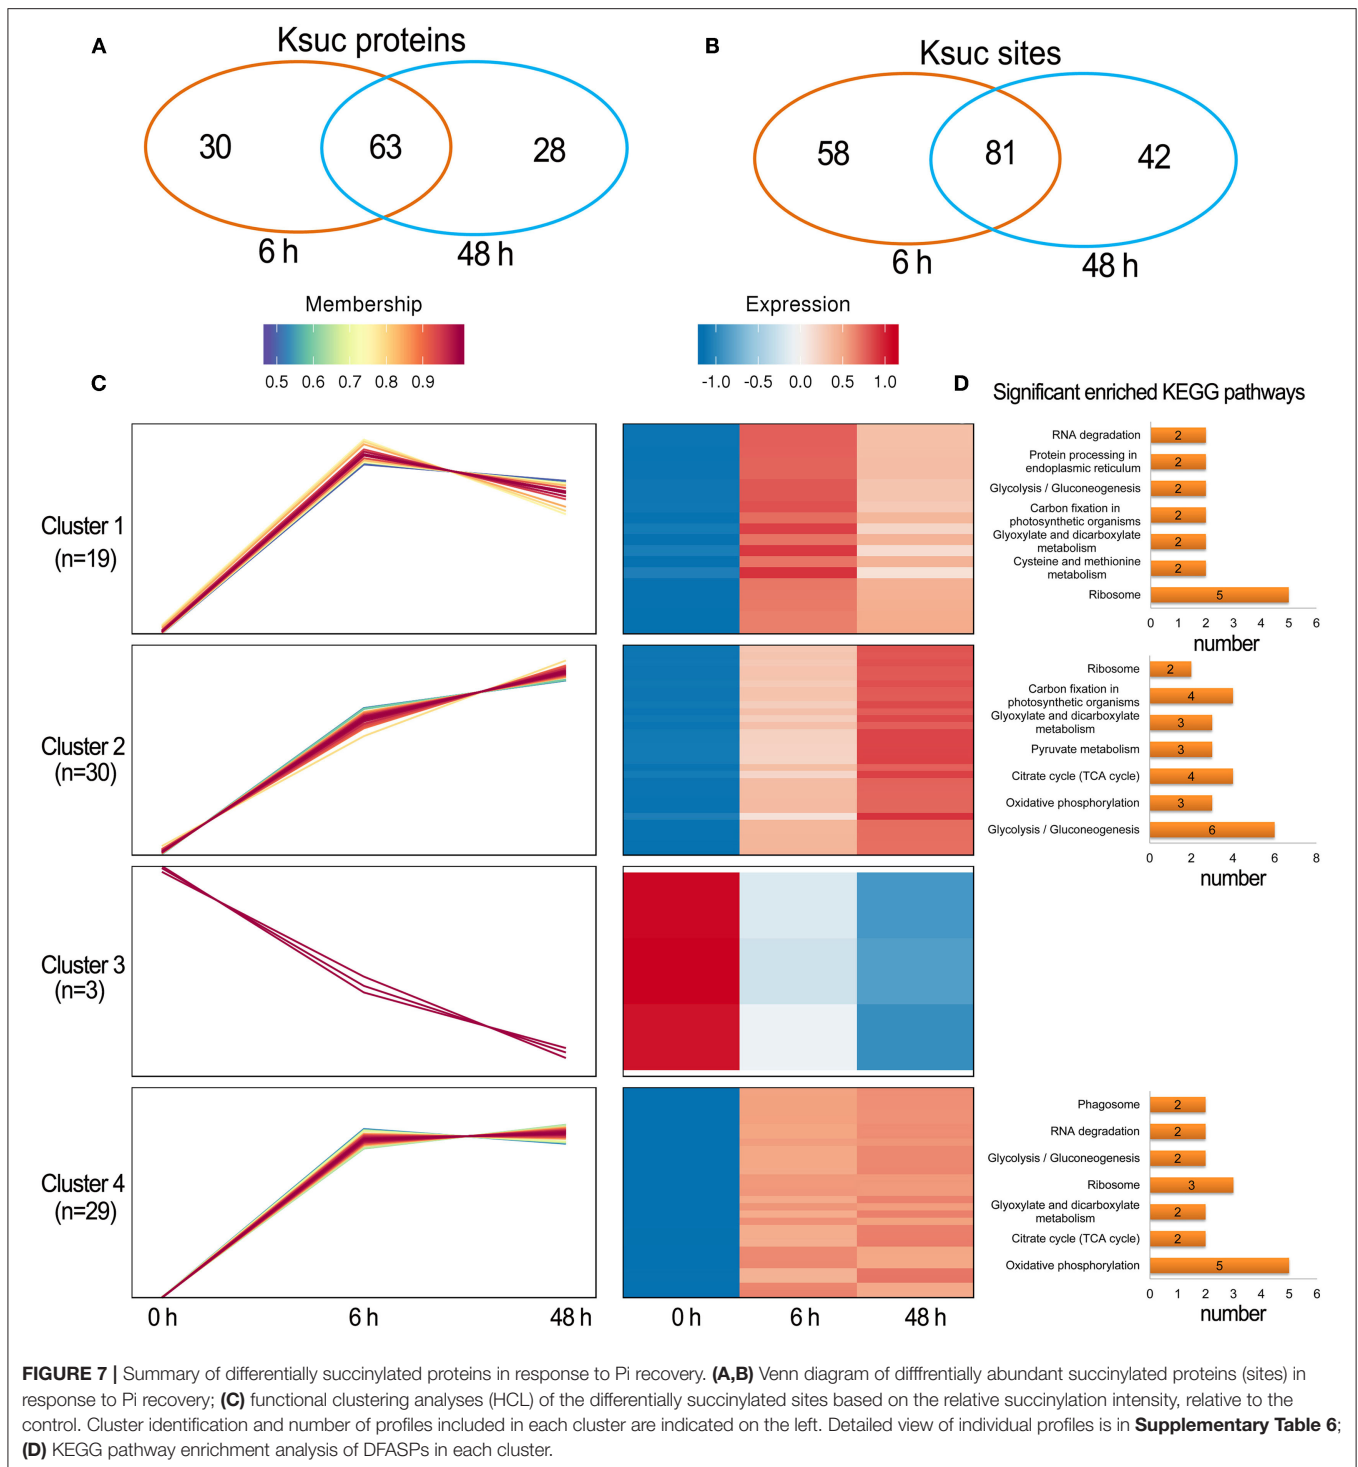 A
Ksuc proteins
30
63
28
6 h
48 h
B
Ksuc sites
58
81
42
6 h
48 h
Membership
0.5 0.6 0.7 0.8 0.9
Expression
-1.0 -0.5 0.0 0.5 1.0
C
Cluster 1
(n=19)
Cluster 2
(n=30)
Cluster 3
(n=3)
Cluster 4
(n=29)
0 h
6 h
48 h
0 h
6 h
48 h
D
Significant enriched KEGG pathways
RNA degradation
2
Protein processing in
endoplasmic reticulum
2
Glycolysis / Gluconeogenesis
2
Carbon fixation in
photosynthetic organisms
2
Glyoxylate and dicarboxylate
metabolism
2
Cysteine and methionine
metabolism
2
Ribosome
5
0 1 2 3 4 5 6
number
Ribosome
2
Carbon fixation in
photosynthetic organisms
4
Glyoxylate and dicarboxylate
metabolism
3
Pyruvate metabolism
3
Citrate cycle (TCA cycle)
4
Oxidative phosphorylation
3
Glycolysis / Gluconeogenesis
6
0 2 4 6 8
number
Phagosome
2
RNA degradation
2
Glycolysis / Gluconeogenesis
2
Ribosome
3
Glyoxylate and dicarboxylate
metabolism
2
Citrate cycle (TCA cycle)
2
Oxidative phosphorylation
5
0 1 2 3 4 5 6
number
FIGURE 7 | Summary of differentially succinylated proteins in response to Pi recovery. (A,B) Venn diagram of difffrentially abundant succinylated proteins (sites) in
response to Pi recovery; (C) functional clustering analyses (HCL) of the differentially succinylated sites based on the relative succinylation intensity, relative to the
control. Cluster identification and number of profiles included in each cluster are indicated on the left. Detailed view of individual profiles is in Supplementary Table 6;
(D) KEGG pathway enrichment analysis of DFASPs in each cluster.